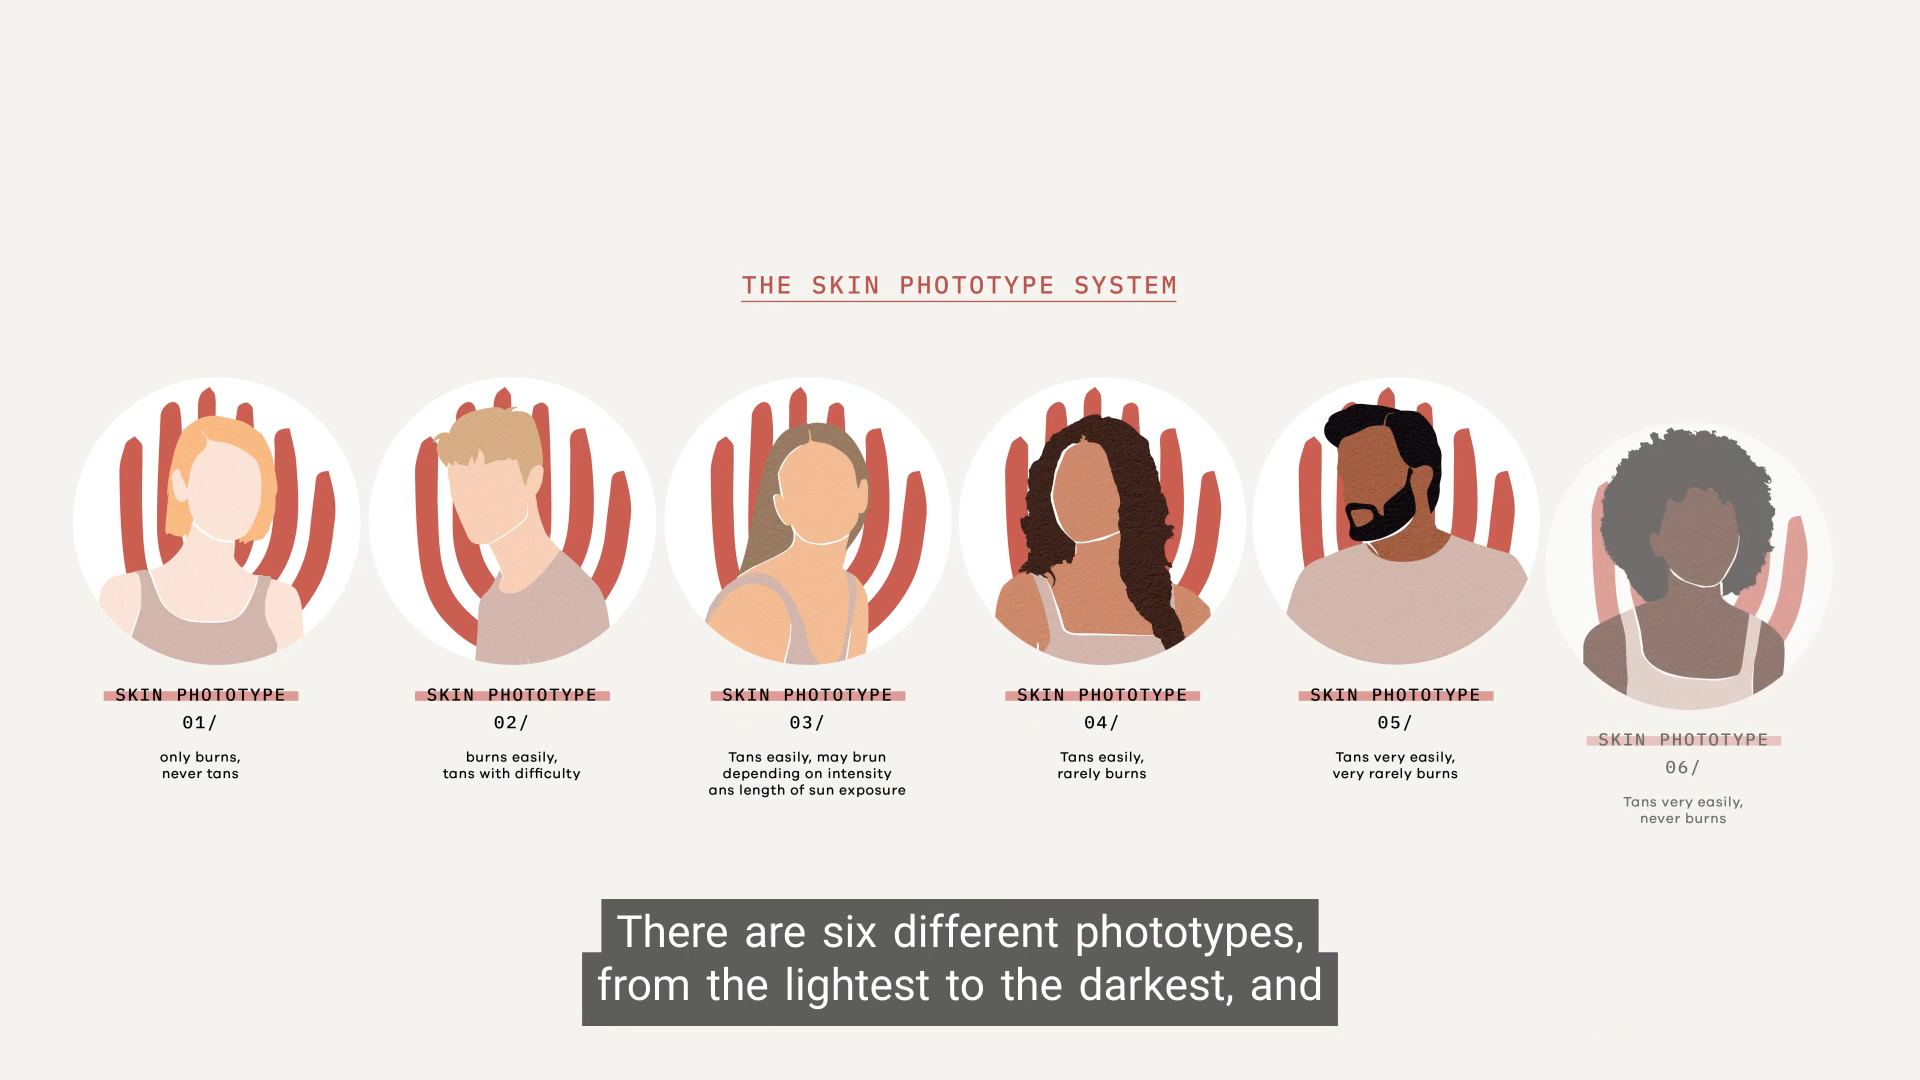 THE SKIN PHOTOTYPE SYSTEM
SKIN PHOTOTYPE
01/
only burns,
never tans
SKIN PHOTOTYPE
02/
burns easily,
tans with difficulty
SKIN PHOTOTYPE
03/
Tans easily, may brun
depending on intensity
ans length of sun exposure
SKIN PHOTOTYPE
04/
Tans easily,
rarely burns
SKIN PHOTOTYPE
05/
Tans very easily,
very rarely burns
SKIN PHOTOTYPE
06/
Tans very easily,
never burns
There are six different phototypes,
from the lightest to the darkest, and